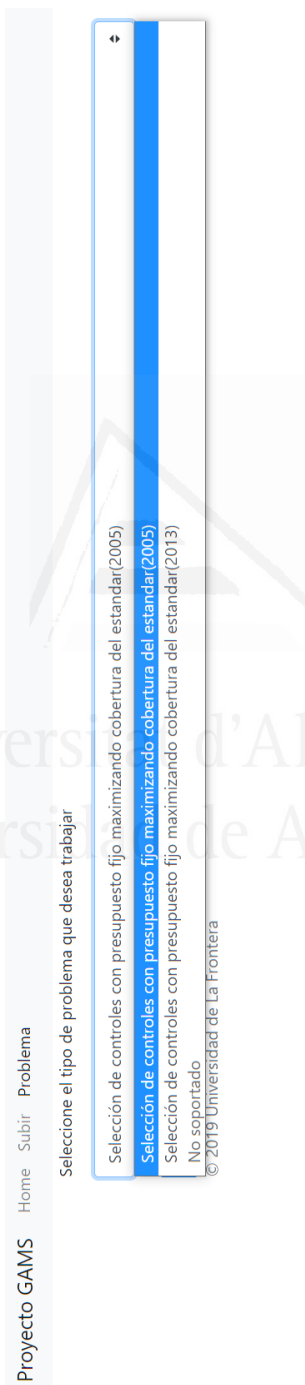 Proyecto GAMS Home Subir Problema
Seleccione el tipo de problema que desea trabajar
Selección de controles con presupuesto fijo maximizando cobertura del estandar(2005)
Selección de controles con presupuesto fijo maximizando cobertura del estandar(2005)
Selección de controles con presupuesto fijo maximizando cobertura del estandar(2013)
No soportado
© 2019 Universidad de La Frontera